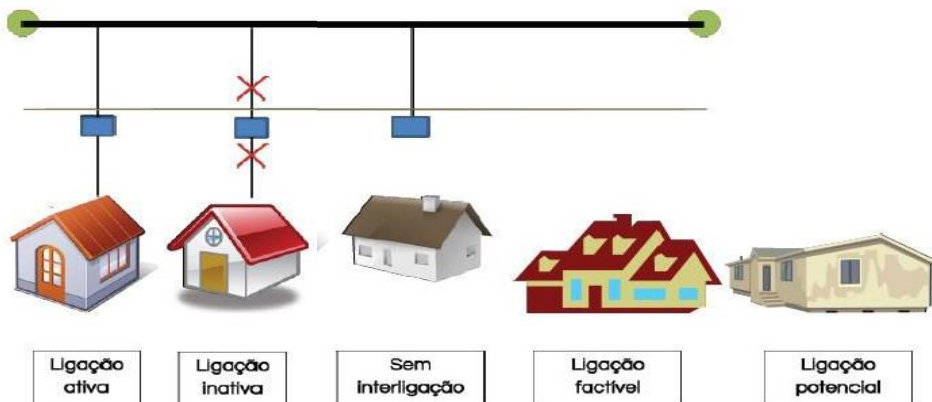 Ligação
ativa
Ligação
inativa
Sem
interligação
Ligação
factível
Ligação
potencial